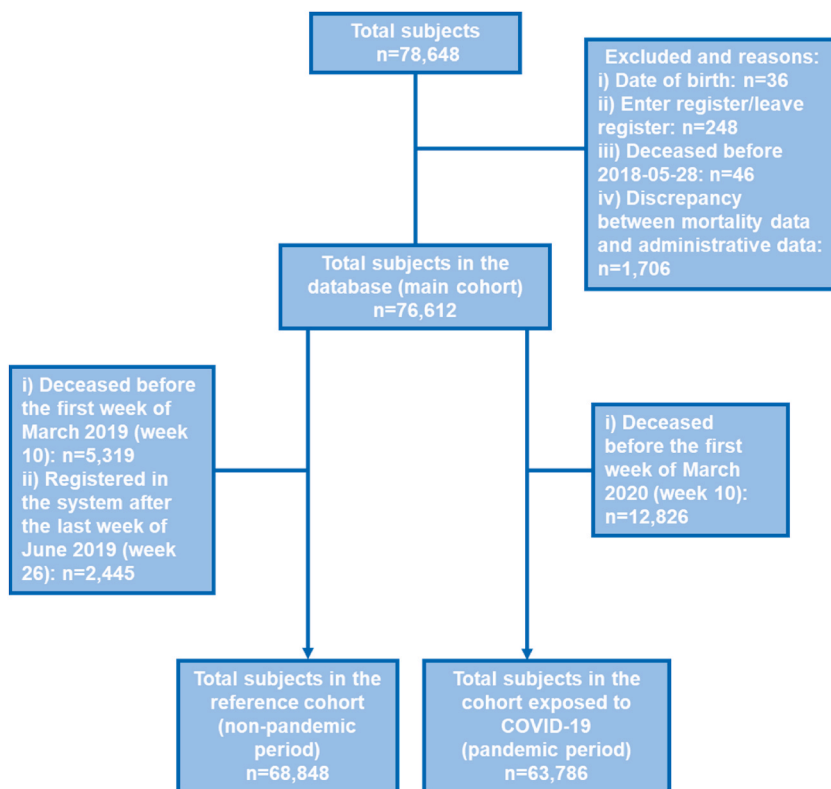 Total subjects
n=78,648
Excluded and reasons:
i) Date of birth: n=36
ii) Enter register/leave
register: n=248
iii) Deceased before
2018-05-28: n=46
iv) Discrepancy
between mortality data
and administrative data:
n=1,706
Total subjects in the
database (main cohort)
n=76,612
i) Deceased before
the first week of
March 2019 (week
10): n=5,319
ii) Registered in
the system after
the last week of
June 2019 (week
26): n=2,445
i) Deceased
before the first
week of March
2020 (week 10):
n=12,826
Total subjects in the
reference cohort
(non-pandemic
period)
n=68,848
Total subjects in the
cohort exposed to
COVID-19
(pandemic period)
n=63,786